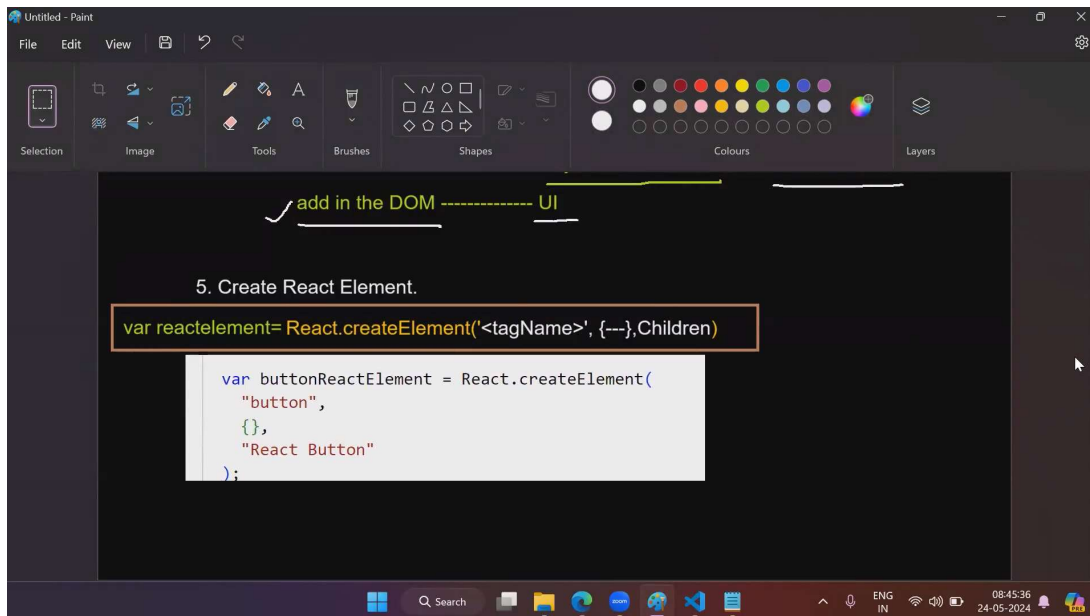 Untitled - Paint
File Edit View
Selection
Image
Tools
Brushes
Shapes
Colours
Layers
add in the DOM -------------- UI
5. Create React Element.
var reactelement= React.createElement('<tagName>', {---},Children)
var buttonReactElement = React.createElement(
"button",
{},
"React Button"
);
Search
zoom
ENG
IN
08:45:36
24-05-2024